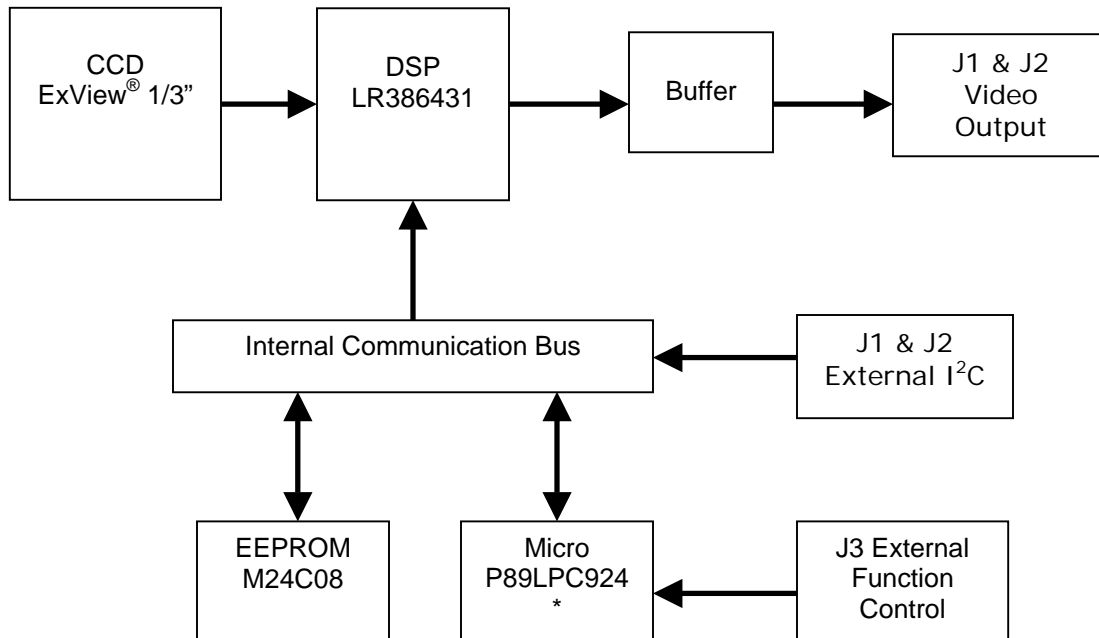 CCD
ExView® 1/3”
DSP
LR386431
Buffer
J1 & J2
Video
Output
Internal Communication Bus
J1 & J2
External I²C
EEPROM
M24C08
Micro
P89LPC924
*
J3 External
Function
Control